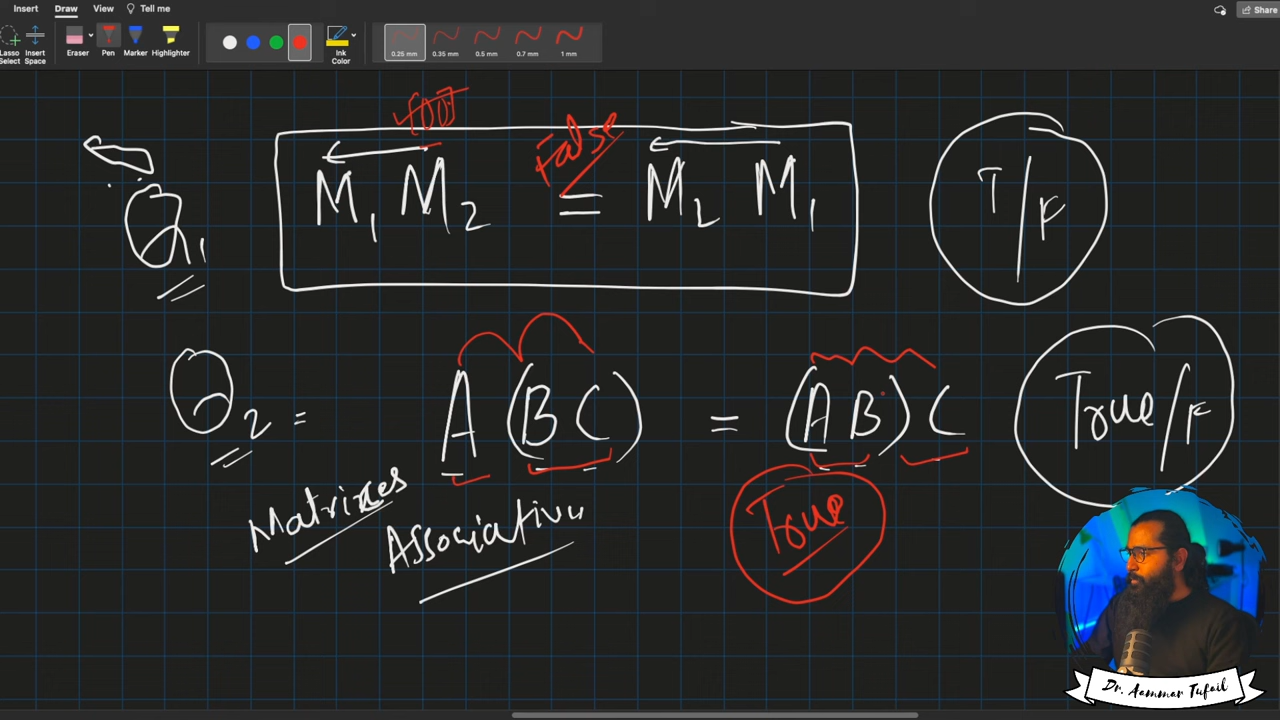 Insert Draw View Tell me
Share
Lasso Select
Insert Space
Eraser
Pen
Marker
Highlighter
Ink Color
0.25 mm 0.35 mm 0.5 mm 0.7 mm 1 mm
Q1 M1 M2 = M2 M1 T/F
False
Q2 = A (BC) = (AB) C True/F
Matrixes
Associative
True
Dr. Aammar Tufail